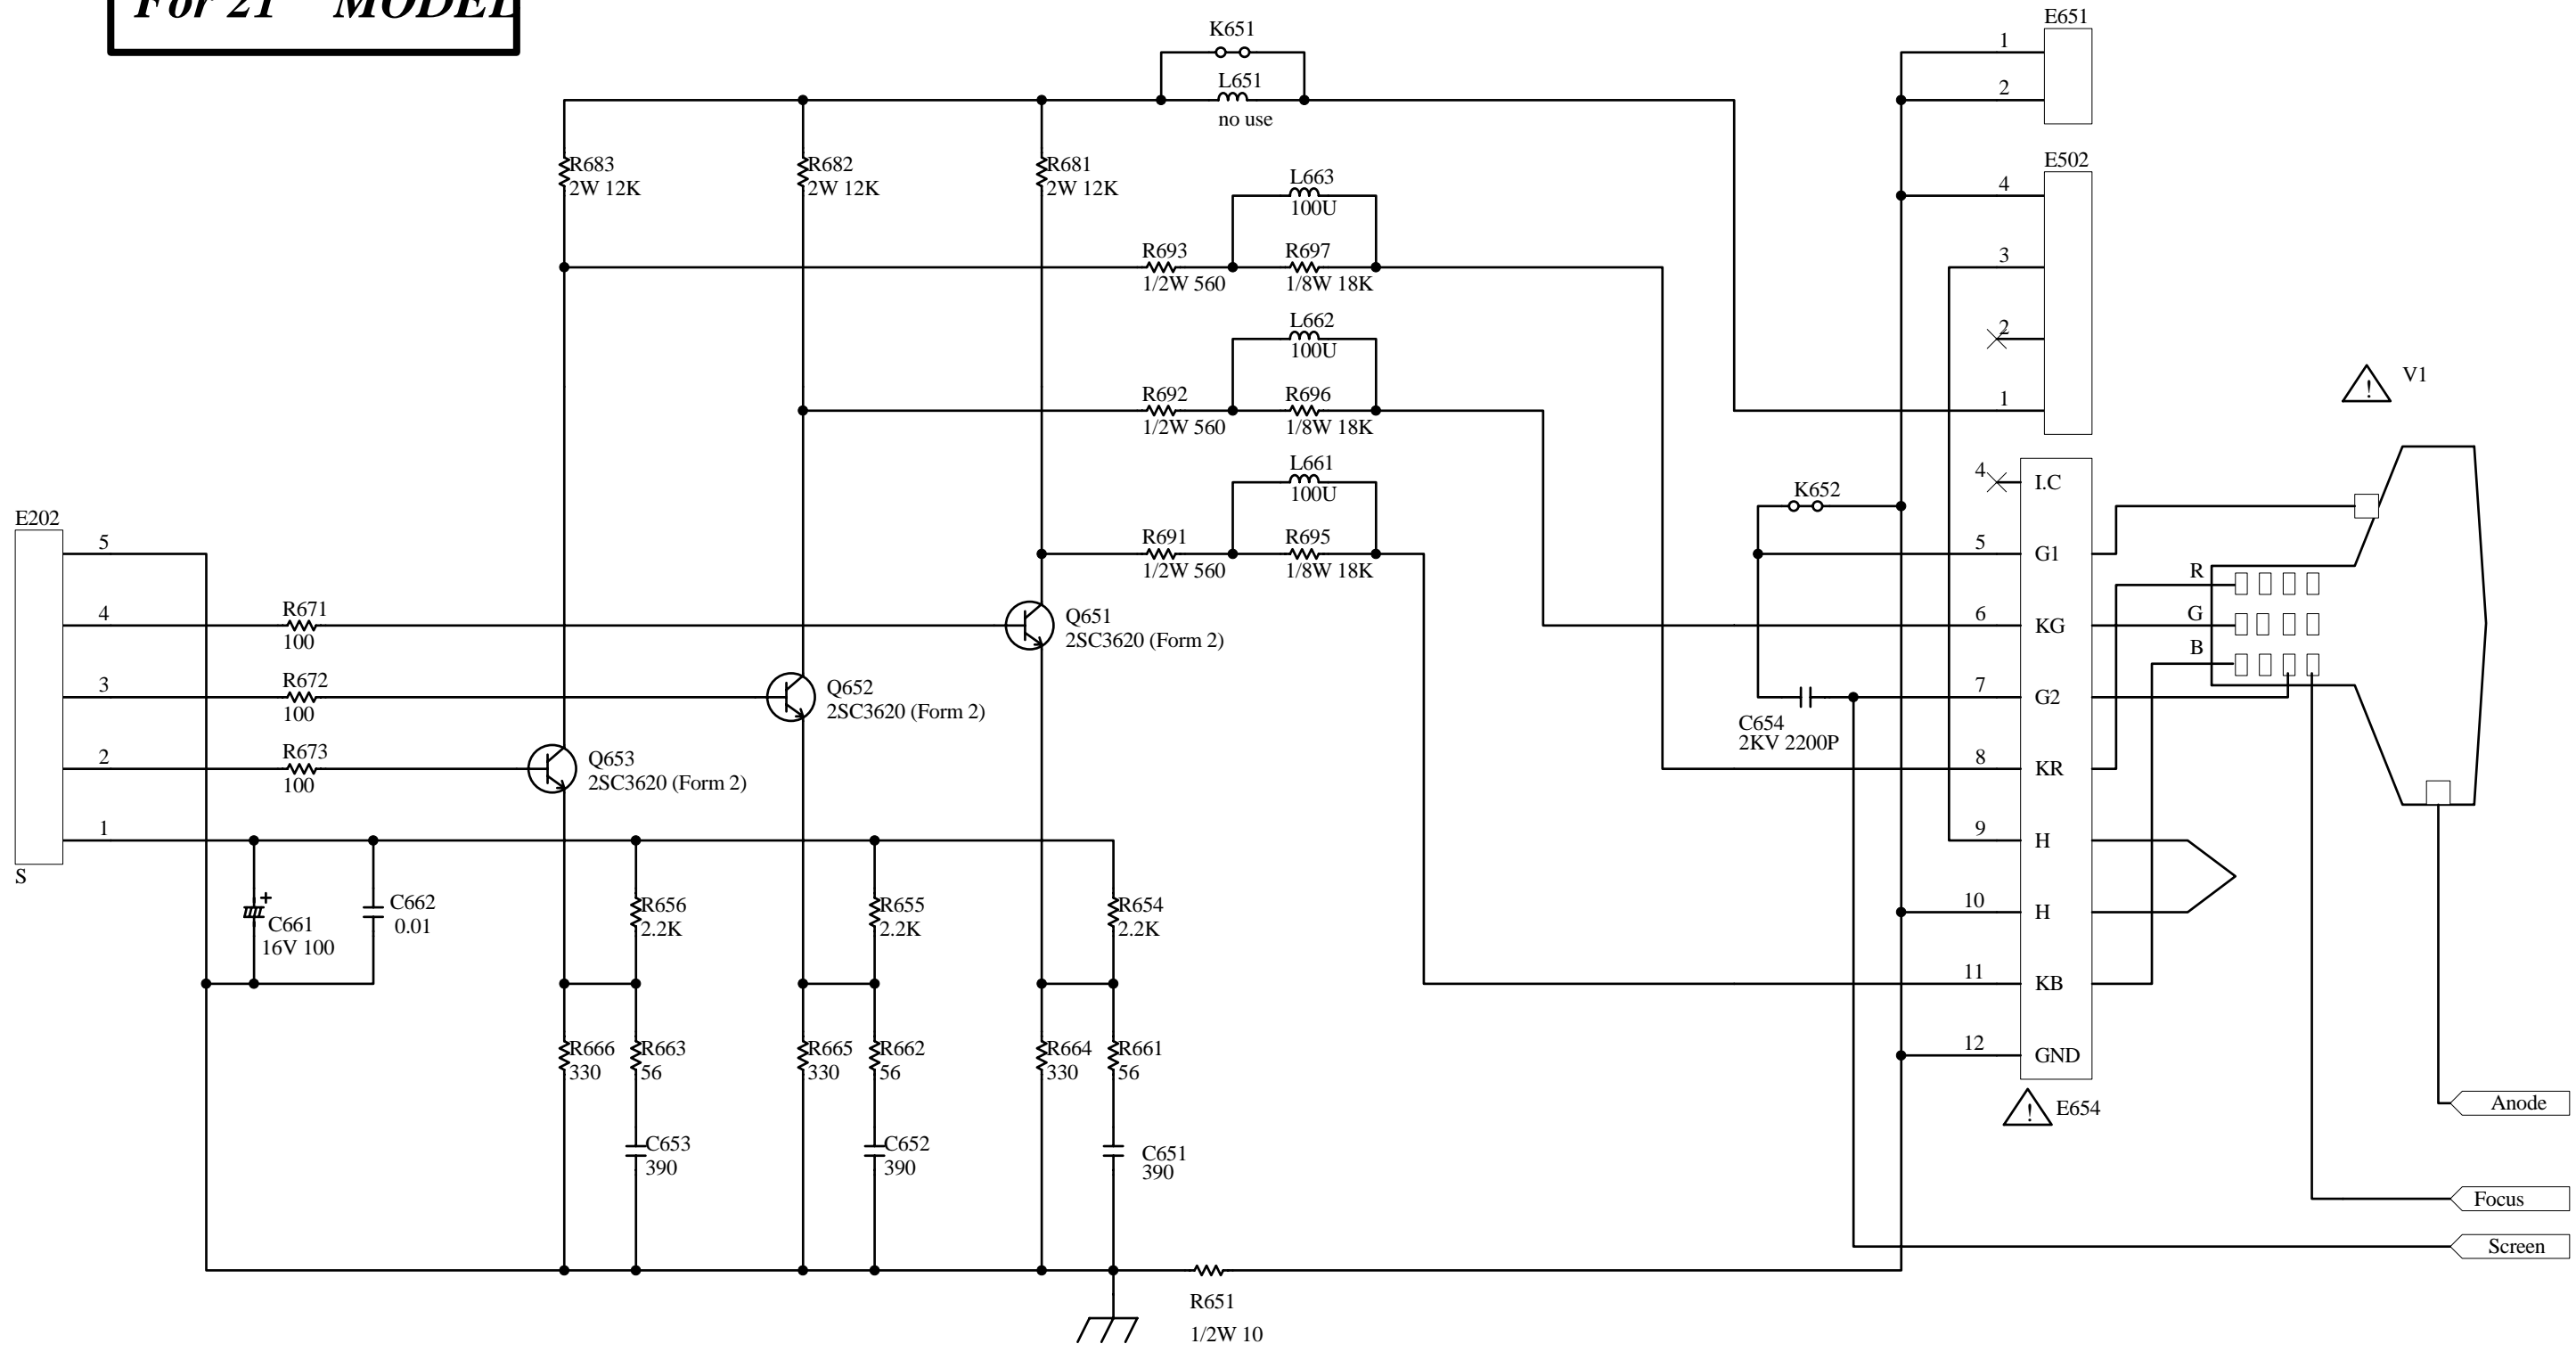 For 21" MODEL
K651
L651
no use
E651
1
2
R683
2W 12K
R682
2W 12K
R681
2W 12K
L663
100U
R693
1/2W 560
R697
1/8W 18K
L662
100U
R692
1/2W 560
R696
1/8W 18K
L661
100U
R691
1/2W 560
R695
1/8W 18K
E502
4
3
2
1
V1
!
K652
E202
5
4
3
2
1
S
R671
100
R672
100
R673
100
Q651
2SC3620 (Form 2)
Q652
2SC3620 (Form 2)
Q653
2SC3620 (Form 2)
C654
2KV 2200P
4 I.C
5 G1
6 KG
7 G2
8 KR
9 H
10 H
11 KB
12 GND
! E654
R
G
B
+
C661
16V 100
C662
0.01
R656
2.2K
R655
2.2K
R654
2.2K
R666
330
R663
56
R665
330
R662
56
R664
330
R661
56
C653
390
C652
390
C651
390
R651
1/2W 10
Anode
Focus
Screen